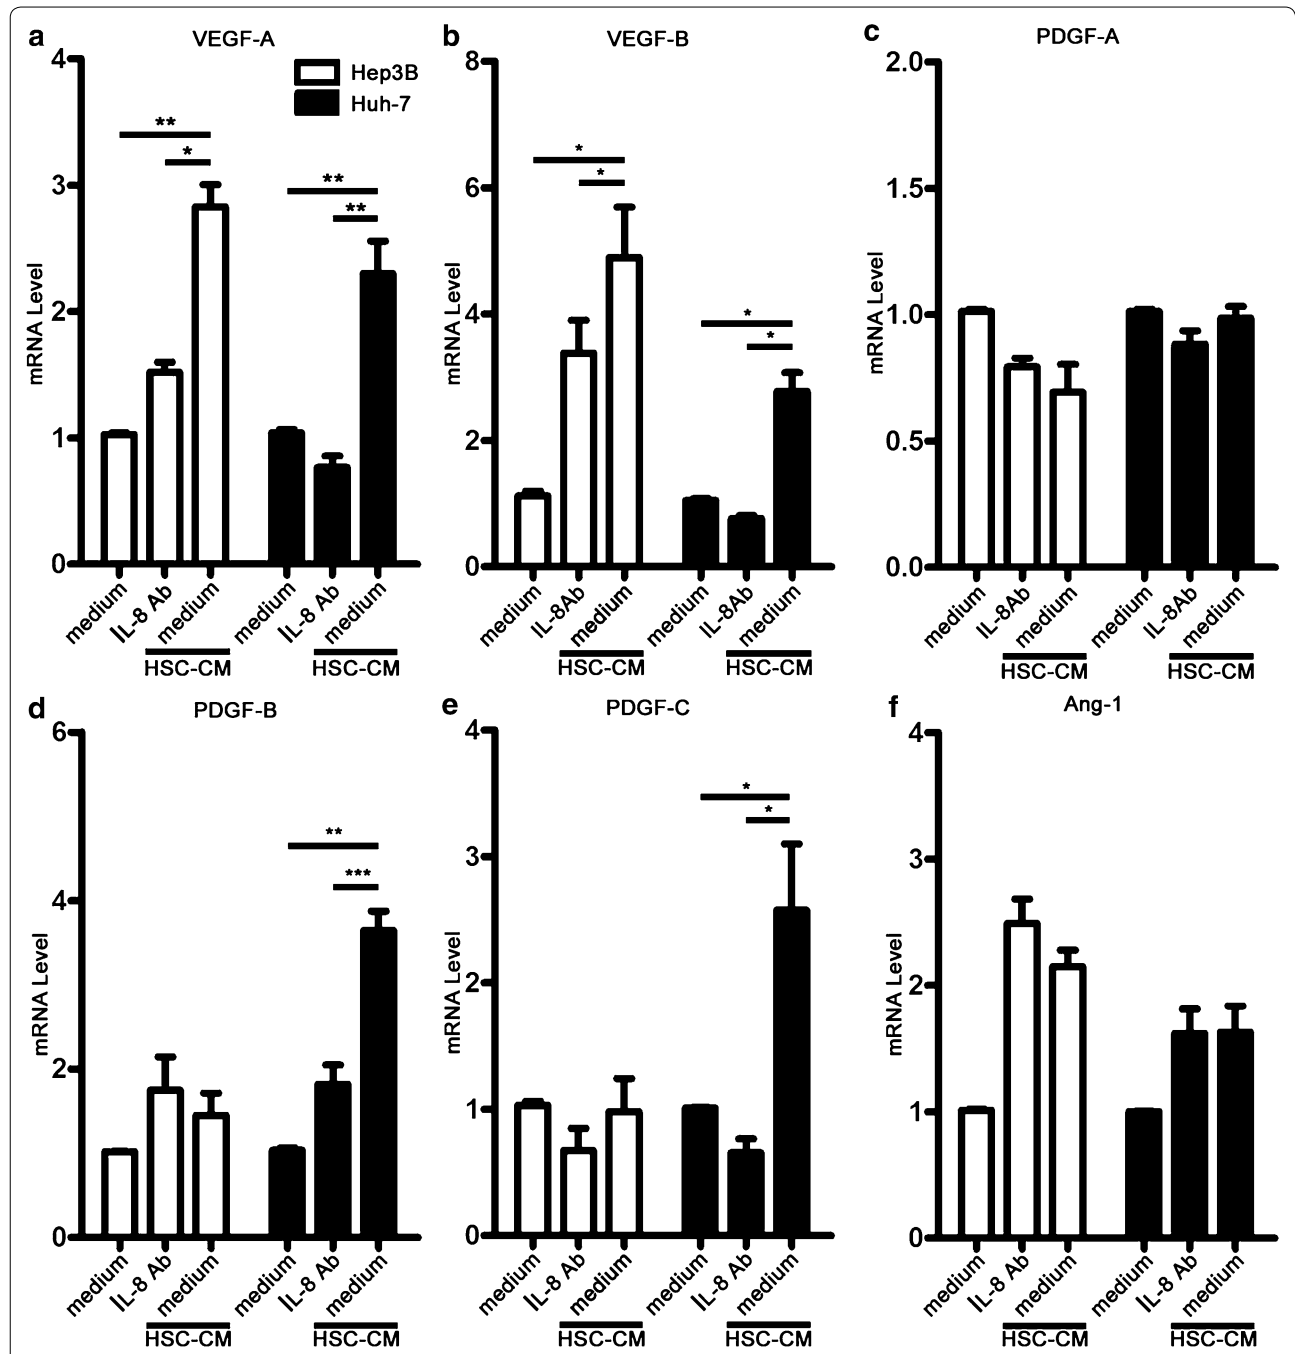 a VEGF-A
4
3
2
1
0
mRNA Level
Hep3B
Huh-7
**
*
**
**
medium IL-8 Ab medium medium IL-8 Ab medium
HSC-CM HSC-CM
b VEGF-B
8
6
4
2
0
mRNA Level
*
*
*
*
medium IL-8Ab medium medium IL-8Ab medium
HSC-CM HSC-CM
c PDGF-A
2.0
1.5
1.0
0.5
0.0
mRNA Level
medium IL-8Ab medium medium IL-8Ab medium
HSC-CM HSC-CM
d PDGF-B
6
4
2
0
mRNA Level
**
***
medium IL-8 Ab medium medium IL-8 Ab medium
HSC-CM HSC-CM
e PDGF-C
4
3
2
1
0
mRNA Level
*
*
medium IL-8 Ab medium medium IL-8 Ab medium
HSC-CM HSC-CM
f Ang-1
4
3
2
1
0
mRNA Level
medium IL-8 Ab medium medium IL-8 Ab medium
HSC-CM HSC-CM